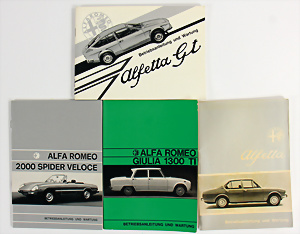 Betriebsanleitung und Wartung
Alfetta Gt
ALFA ROMEO
2000 SPIDER VELOCE
BETRIEBSANLEITUNG UND WARTUNG
ALFA ROMEO
GIULIA 1300 TI
BETRIEBSANLEITUNG UND WARTUNG
Alfetta